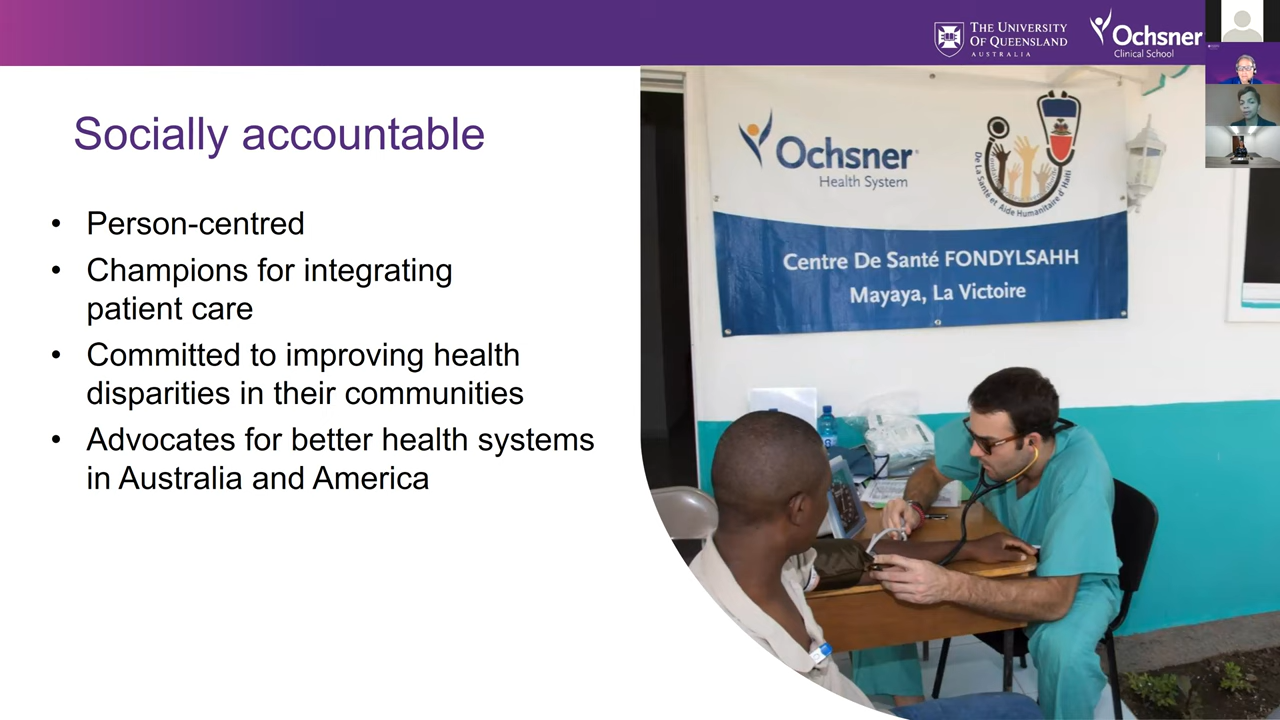 THE UNIVERSITY
OF QUEENSLAND
AUSTRALIA
Ochsner
Clinical School
Socially accountable
• Person-centred
• Champions for integrating
patient care
• Committed to improving health
disparities in their communities
• Advocates for better health systems
in Australia and America
Ochsner
Health System
De La Santé et Aide Humanitaire d'Haiti
Centre De Santé FONDYLSAHH
Mayaya, La Victoire